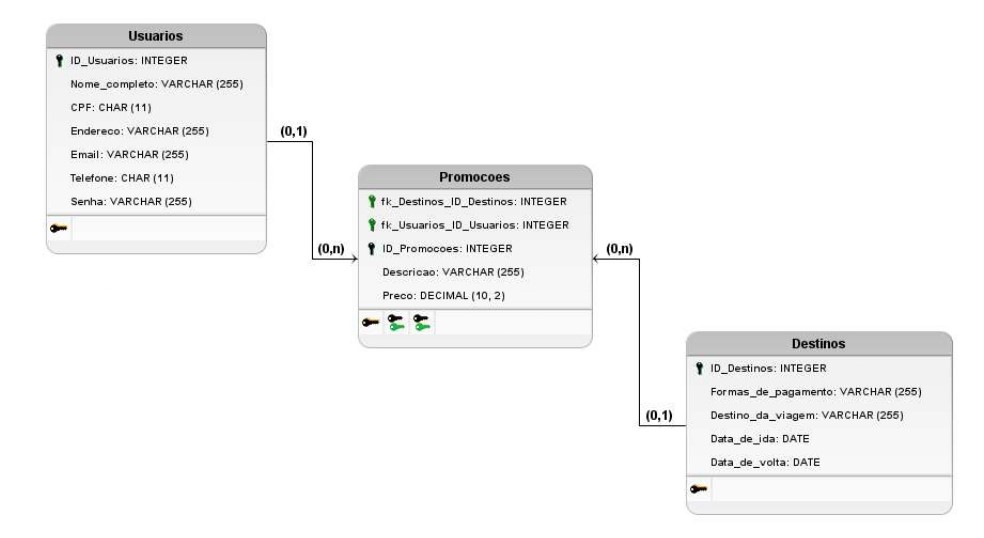 Usuarios
ID_Usuarios: INTEGER
Nome_completo: VARCHAR (255)
CPF: CHAR (11)
Endereco: VARCHAR (255)
Email: VARCHAR (255)
Telefone: CHAR (11)
Senha: VARCHAR (255)
(0,1)
(0,n)
Promocoes
fk_Destinos_ID_Destinos: INTEGER
fk_Usuarios_ID_Usuarios: INTEGER
ID_Promocoes: INTEGER
Descricao: VARCHAR (255)
Preco: DECIMAL (10, 2)
(0,n)
(0,1)
Destinos
ID_Destinos: INTEGER
Formas_de_pagamento: VARCHAR (255)
Destino_da_viagem: VARCHAR (255)
Data_de_ida: DATE
Data_de_volta: DATE